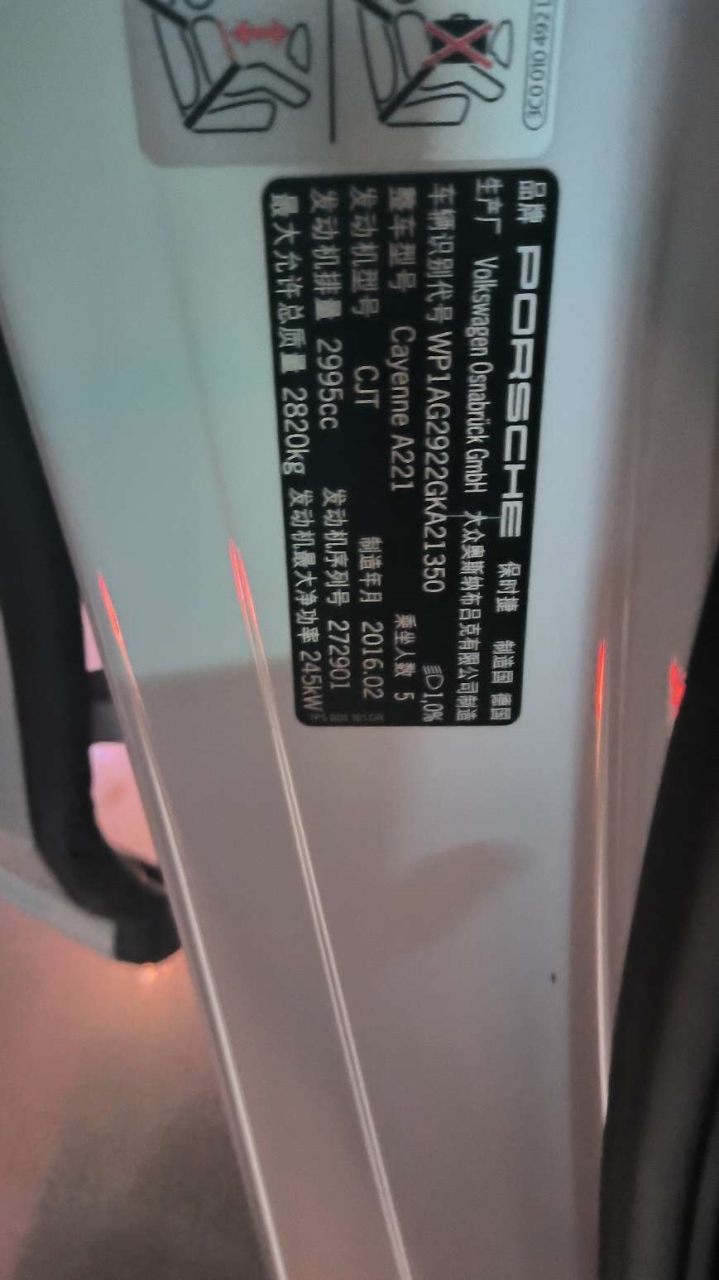 3C001004921
品牌 PORSCHE 保时捷 制造国 德国
生产厂 Volkswagen Osnabrück GmbH 大众奥斯纳布吕克有限公司制造
车辆识别代号 WP1AG2922GKA21350 1,0%
整车型号 Cayenne A221 乘坐人数 5
发动机型号 CJT 制造年月 2016.02
发动机排量 2995cc 发动机序列号 272901
最大允许总质量 2820kg 发动机最大净功率 245kW